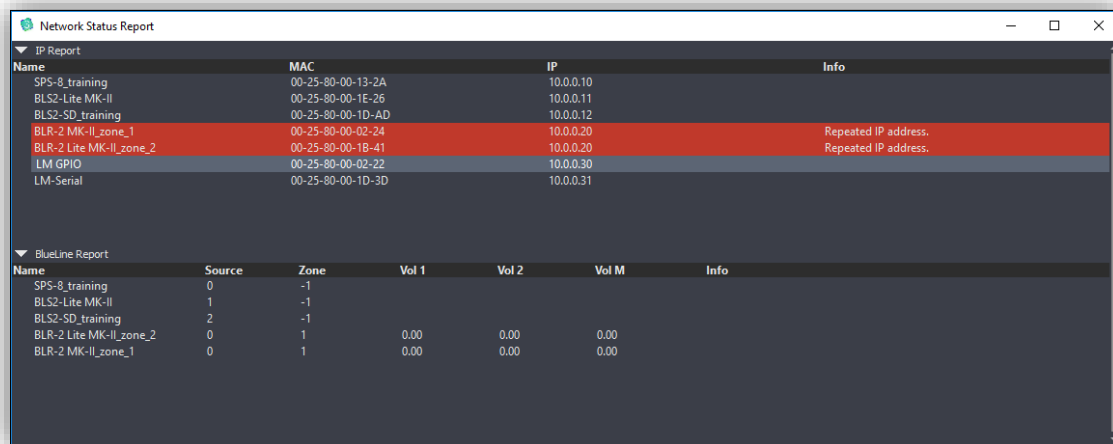 Network Status Report
IP Report
Name MAC IP Info
SPS-8_training 00-25-80-00-13-2A 10.0.0.10
BLS2-Lite MK-II 00-25-80-00-1E-26 10.0.0.11
BLS2-SD_training 00-25-80-00-1D-AD 10.0.0.12
BLR-2 MK-II_zone_1 00-25-80-00-02-24 10.0.0.20 Repeated IP address.
BLR-2 Lite MK-II_zone_2 00-25-80-00-1B-41 10.0.0.20 Repeated IP address.
LM GPIO 00-25-80-00-02-22 10.0.0.30
LM-Serial 00-25-80-00-1D-3D 10.0.0.31
BlueLine Report
Name Source Zone Vol 1 Vol 2 Vol M Info
SPS-8_training 0 -1
BLS2-Lite MK-II 1 -1
BLS2-SD_training 2 -1
BLR-2 Lite MK-II_zone_2 0 1 0.00 0.00 0.00
BLR-2 MK-II_zone_1 0 1 0.00 0.00 0.00